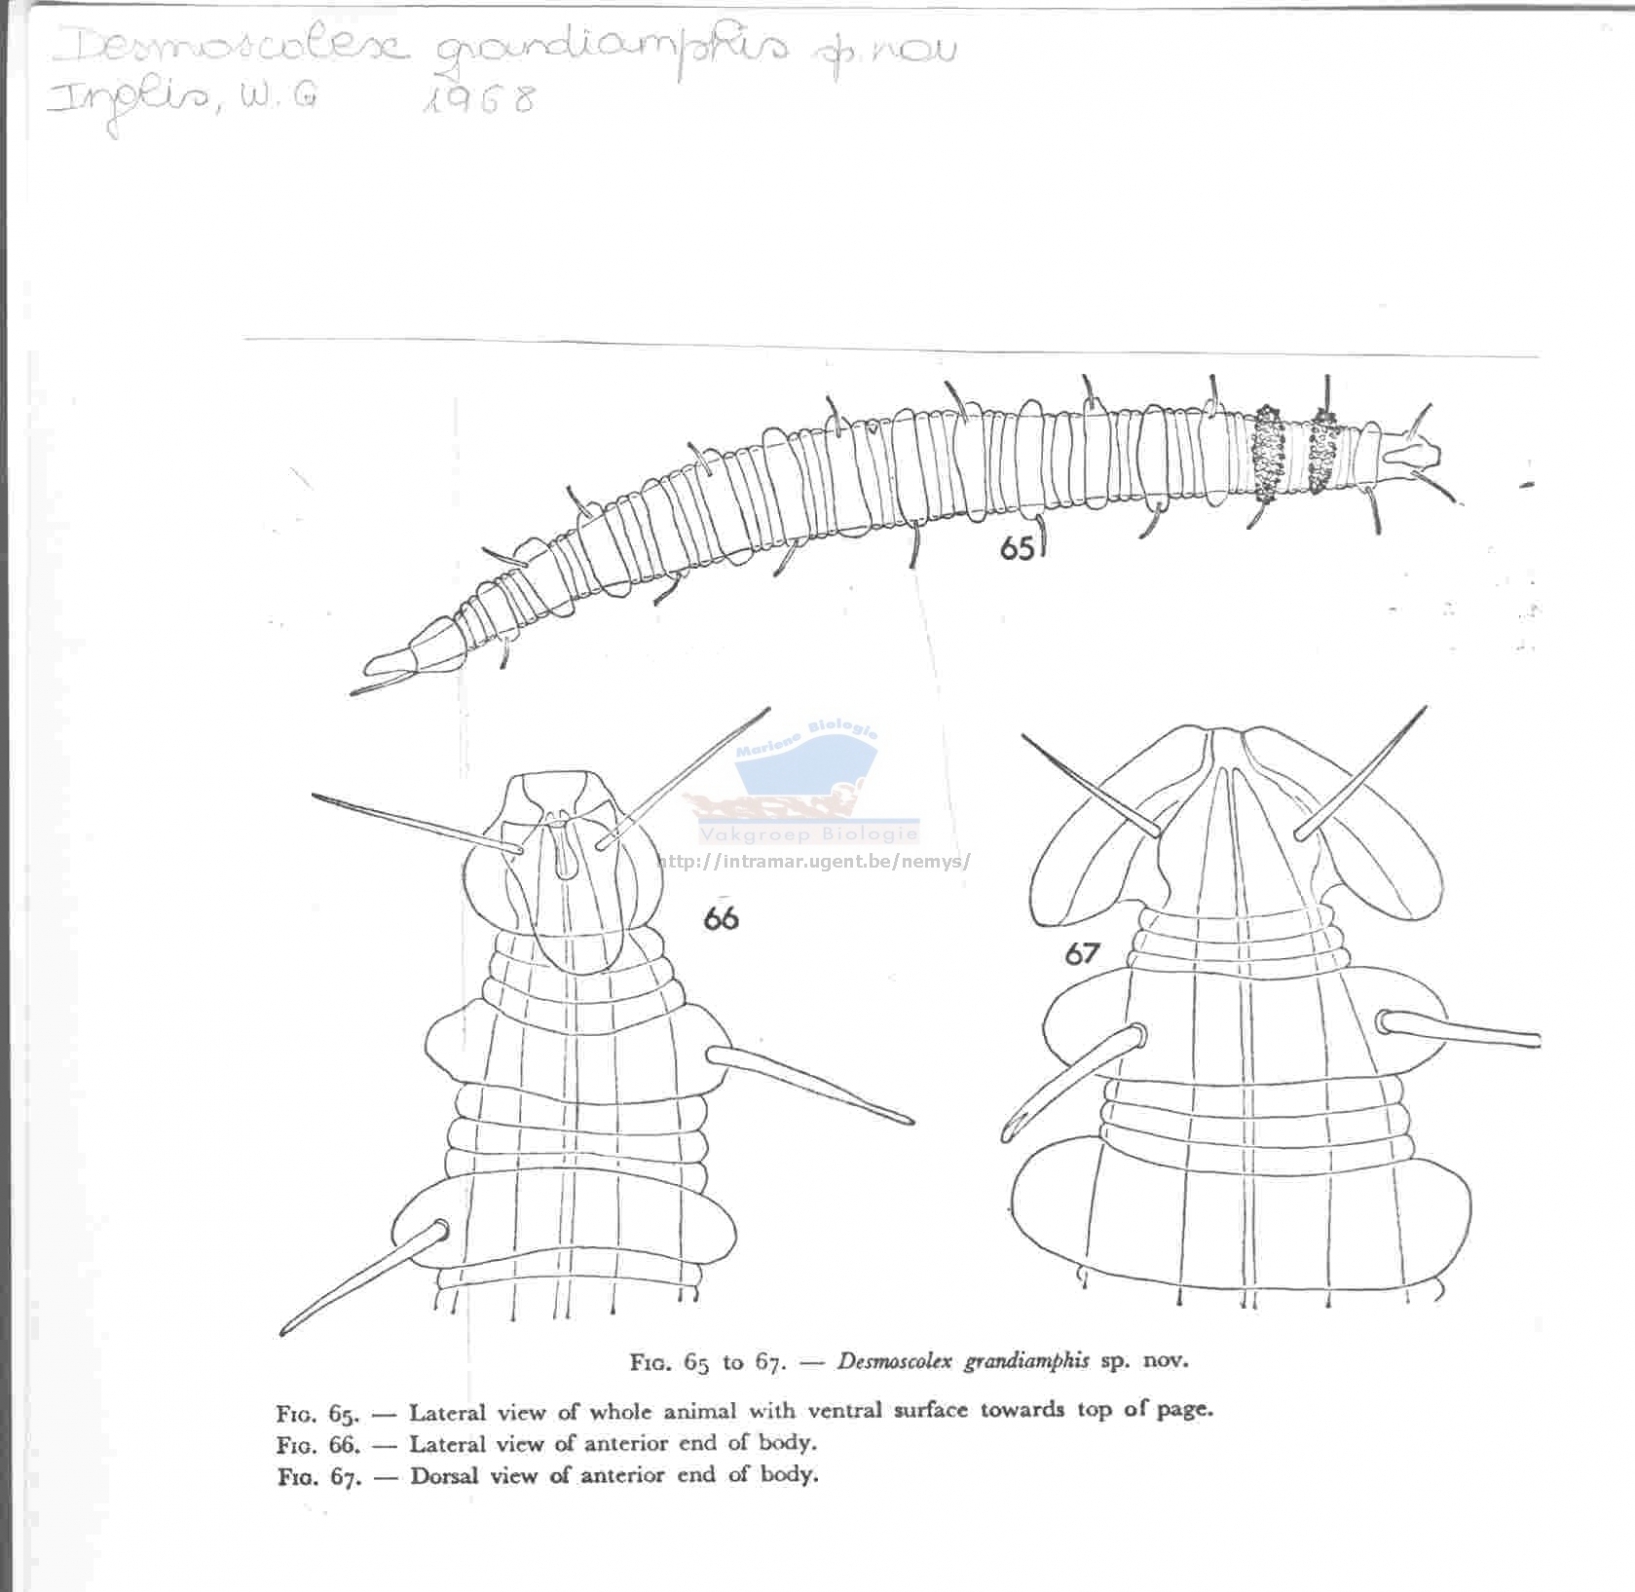 Desmoscolex grandiamphis sp. nov
Inglis, W. G 1968
65
Mariene Biologie
Vakgroep Biologie
http://intramar.ugent.be/nemys/
66
67
FIG. 65 to 67. — Desmoscolex grandiamphis sp. nov.
FIG. 65. — Lateral view of whole animal with ventral surface towards top of page.
FIG. 66. — Lateral view of anterior end of body.
FIG. 67. — Dorsal view of anterior end of body.